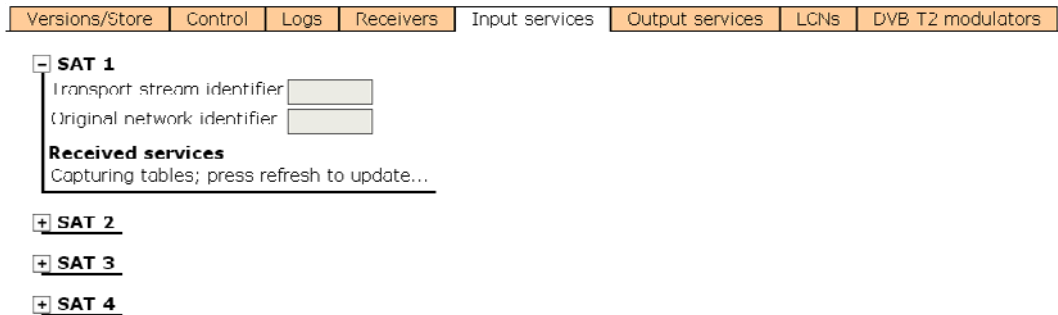 Versions/Store Control Logs Receivers Input services Output services LCNs DVB T2 modulators
SAT 1
Transport stream identifier
Original network identifier
Received services
Capturing tables; press refresh to update...
SAT 2
SAT 3
SAT 4